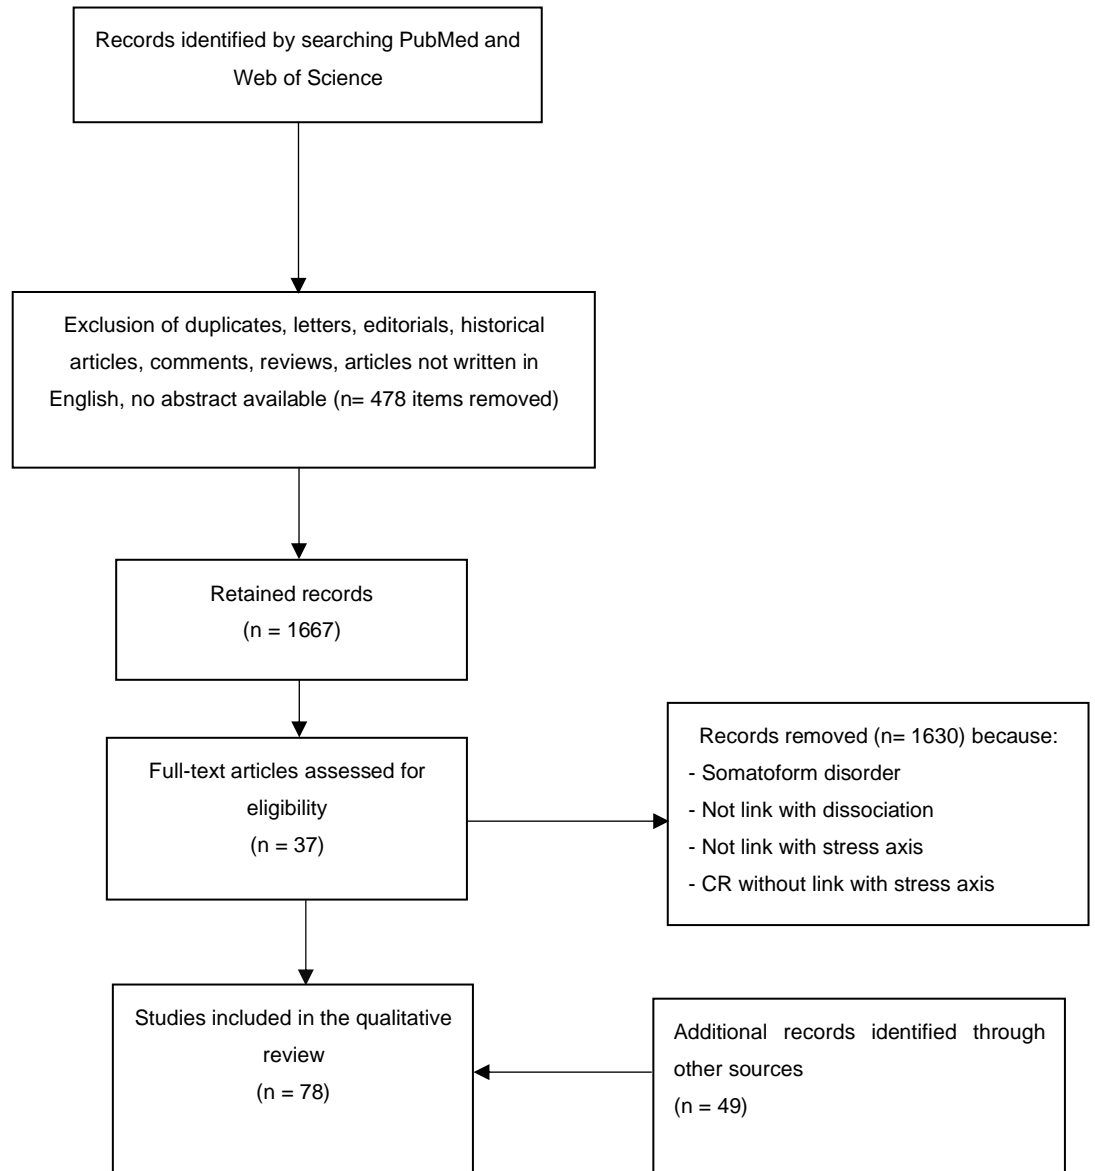 Records identified by searching PubMed and
Web of Science
Exclusion of duplicates, letters, editorials, historical
articles, comments, reviews, articles not written in
English, no abstract available (n= 478 items removed)
Retained records
(n = 1667)
Full-text articles assessed for
eligibility
(n = 37)
Records removed (n= 1630) because:
- Somatoform disorder
- Not link with dissociation
- Not link with stress axis
- CR without link with stress axis
Studies included in the qualitative
review
(n = 78)
Additional records identified through
other sources
(n = 49)